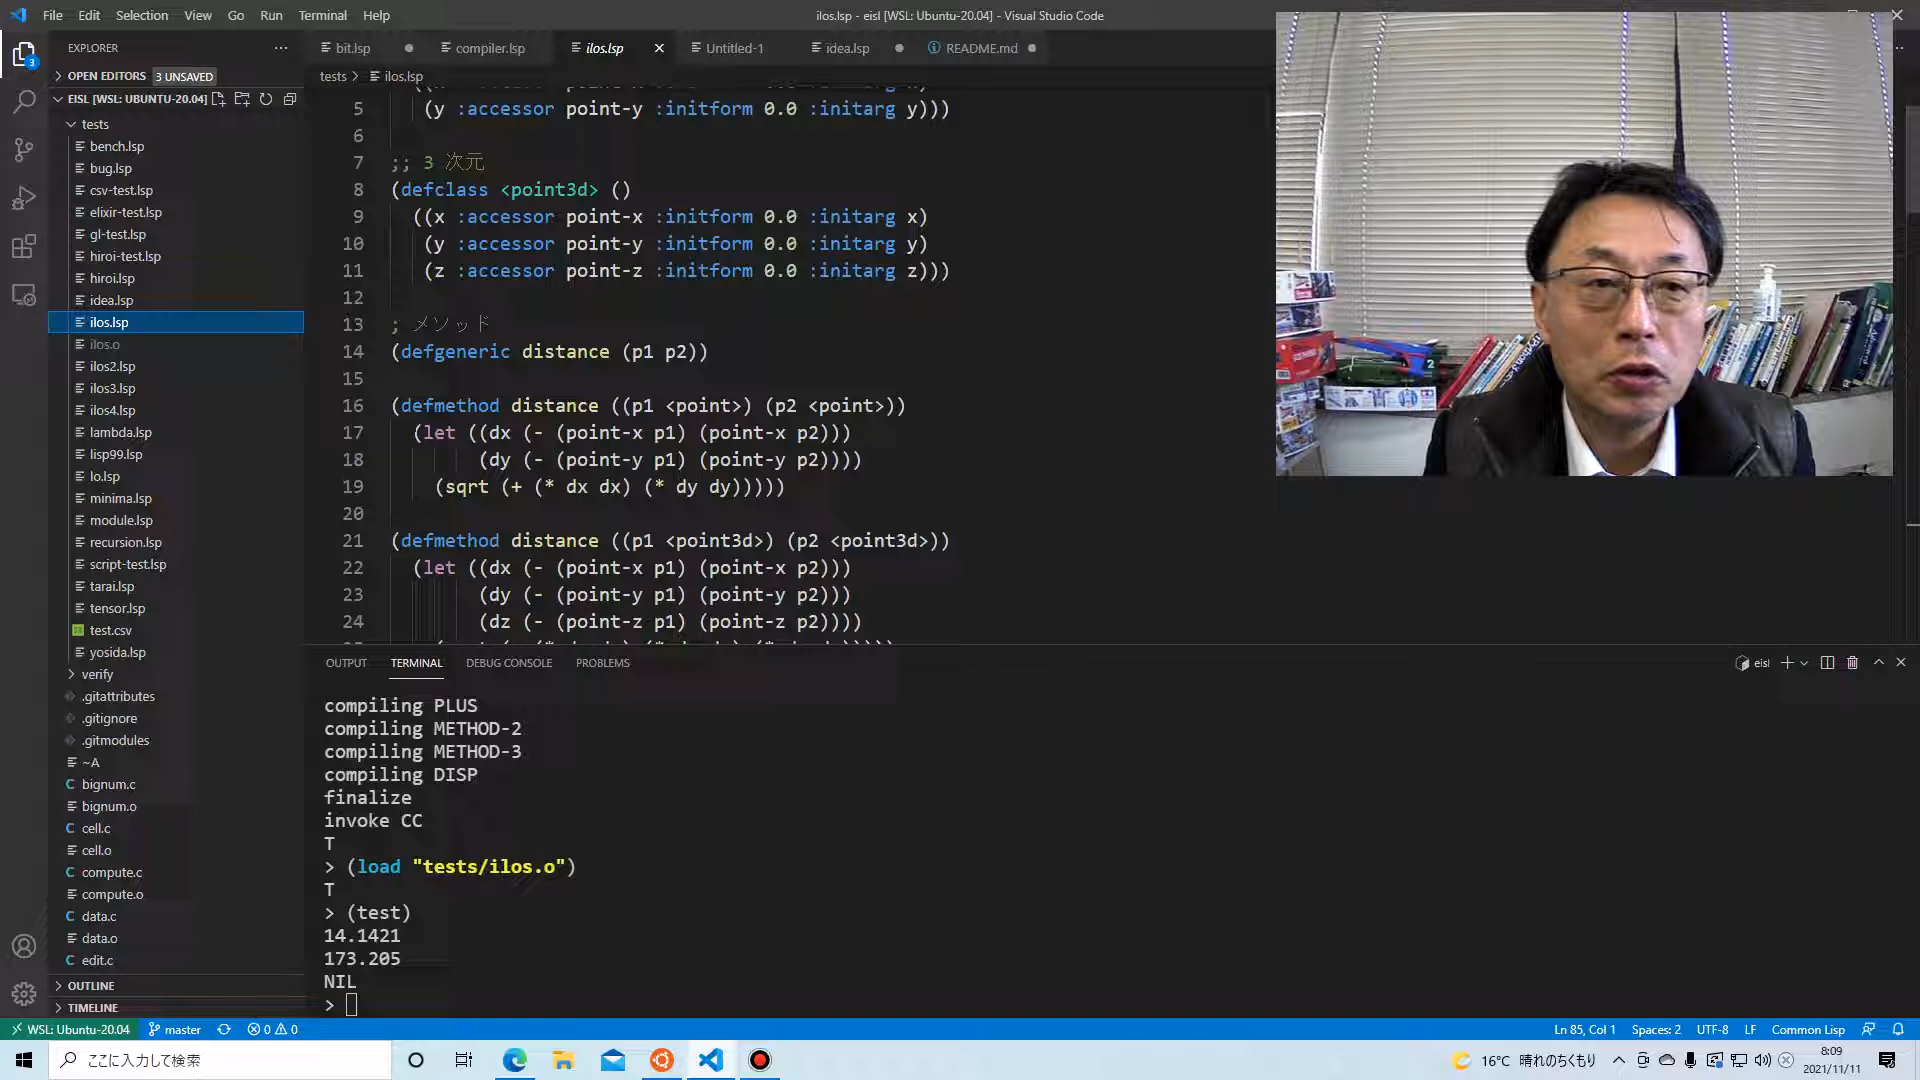 File Edit Selection View Go Run Terminal Help
ilos.lsp - eisl [WSL: Ubuntu-20.04] - Visual Studio Code
EXPLORER
bit.lsp
compiler.lsp
ilos.lsp
Untitled-1
idea.lsp
README.md
OPEN EDITORS 3 UNSAVED
tests > ilos.lsp
EISL [WSL: UBUNTU-20.04]
tests
bench.lsp
bug.lsp
csv-test.lsp
elixir-test.lsp
gl-test.lsp
hiroi-test.lsp
hiroi.lsp
idea.lsp
ilos.lsp
ilos.o
ilos2.lsp
ilos3.lsp
ilos4.lsp
lambda.lsp
lisp99.lsp
lo.lsp
minima.lsp
module.lsp
recursion.lsp
script-test.lsp
tarai.lsp
tensor.lsp
test.csv
yosida.lsp
verify
.gitattributes
.gitignore
.gitmodules
~A
C bignum.c
bignum.o
C cell.c
cell.o
C compute.c
compute.o
C data.c
data.o
C edit.c
OUTLINE
TIMELINE
5 (y :accessor point-y :initform 0.0 :initarg y)))
6
7 ;; 3 次元
8 (defclass <point3d> ()
9 ((x :accessor point-x :initform 0.0 :initarg x)
10 (y :accessor point-y :initform 0.0 :initarg y)
11 (z :accessor point-z :initform 0.0 :initarg z)))
12
13 ; メソッド
14 (defgeneric distance (p1 p2))
15
16 (defmethod distance ((p1 <point>) (p2 <point>))
17 (let ((dx (- (point-x p1) (point-x p2)))
18 (dy (- (point-y p1) (point-y p2))))
19 (sqrt (+ (* dx dx) (* dy dy)))))
20
21 (defmethod distance ((p1 <point3d>) (p2 <point3d>))
22 (let ((dx (- (point-x p1) (point-x p2)))
23 (dy (- (point-y p1) (point-y p2)))
24 (dz (- (point-z p1) (point-z p2))))
OUTPUT TERMINAL DEBUG CONSOLE PROBLEMS
eisl
compiling PLUS
compiling METHOD-2
compiling METHOD-3
compiling DISP
finalize
invoke CC
T
> (load "tests/ilos.o")
T
> (test)
14.1421
173.205
NIL
>
WSL: Ubuntu-20.04 master 0 0
Ln 85, Col 1 Spaces: 2 UTF-8 LF Common Lisp
ここに入力して検索
16°C 晴れのちくもり
8:09
2021/11/11